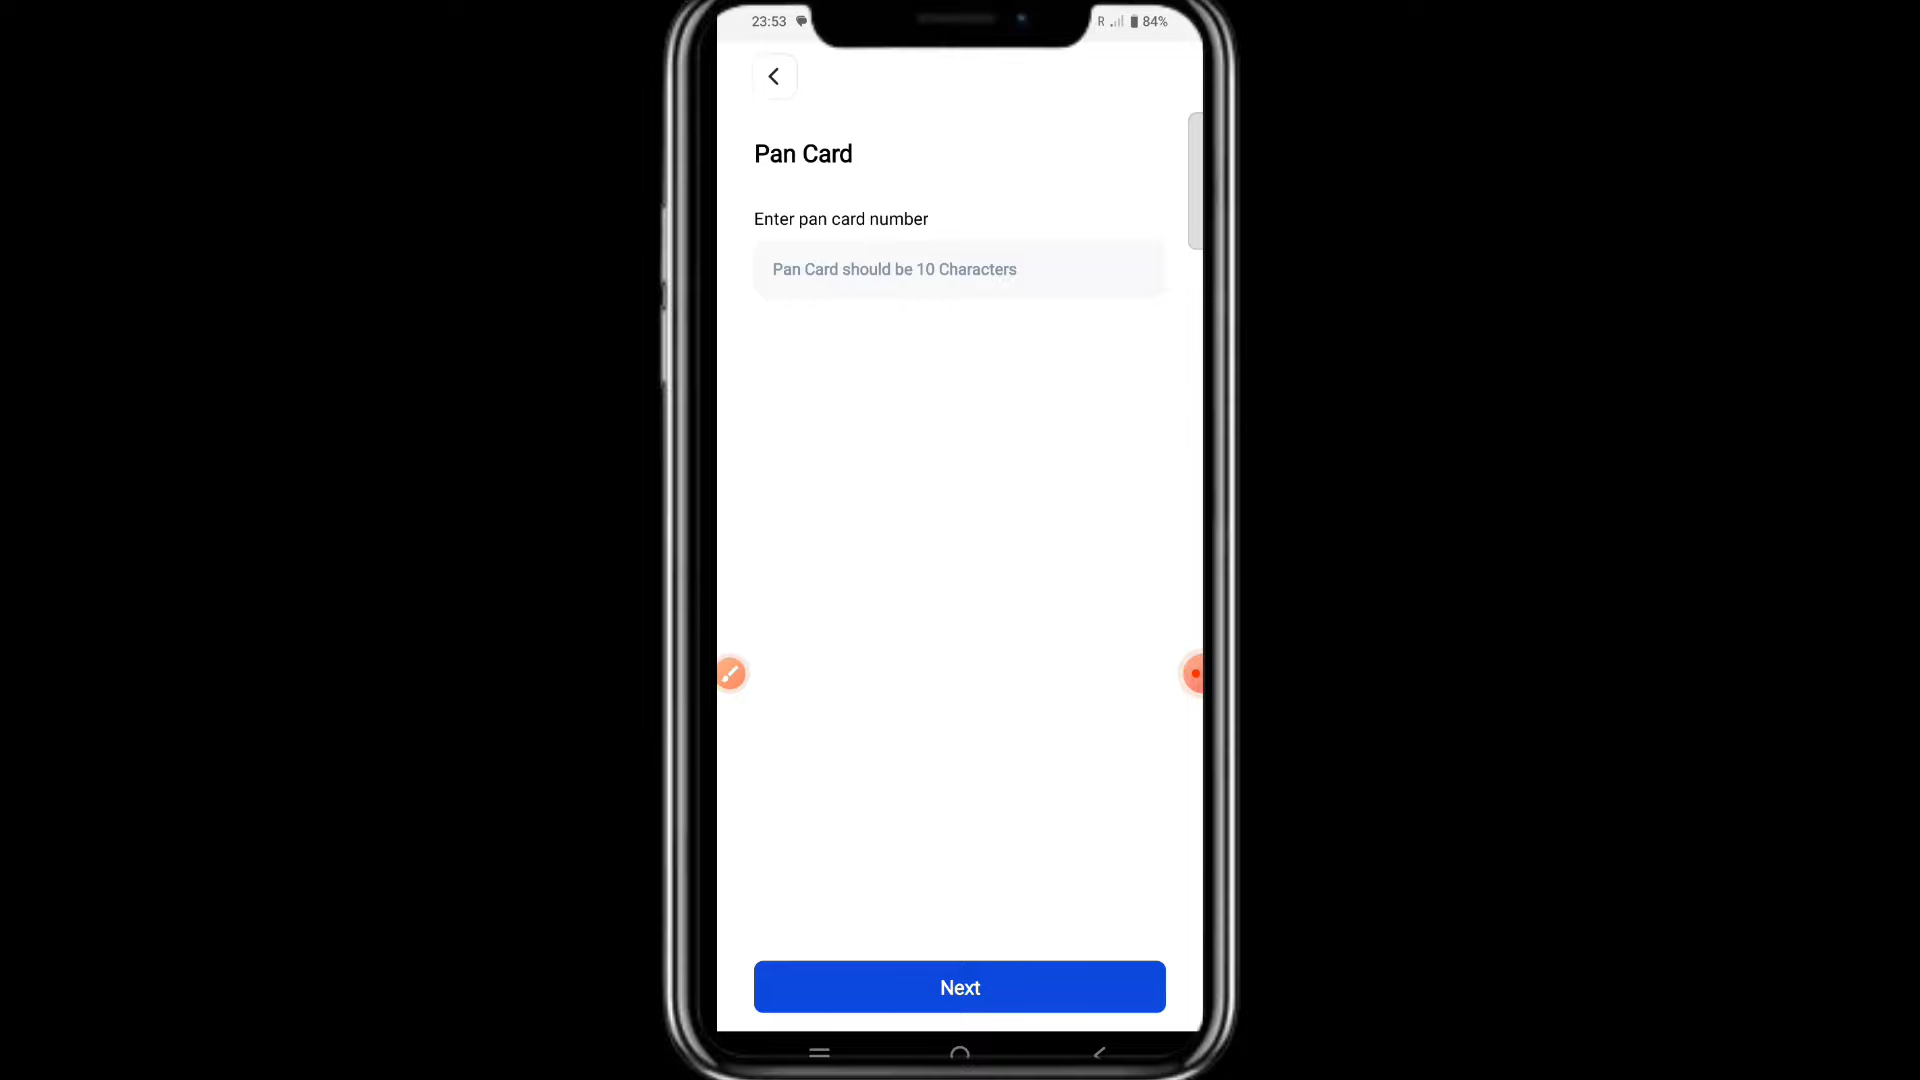 23:53
R 84%
Pan Card
Enter pan card number
Pan Card should be 10 Characters
Next